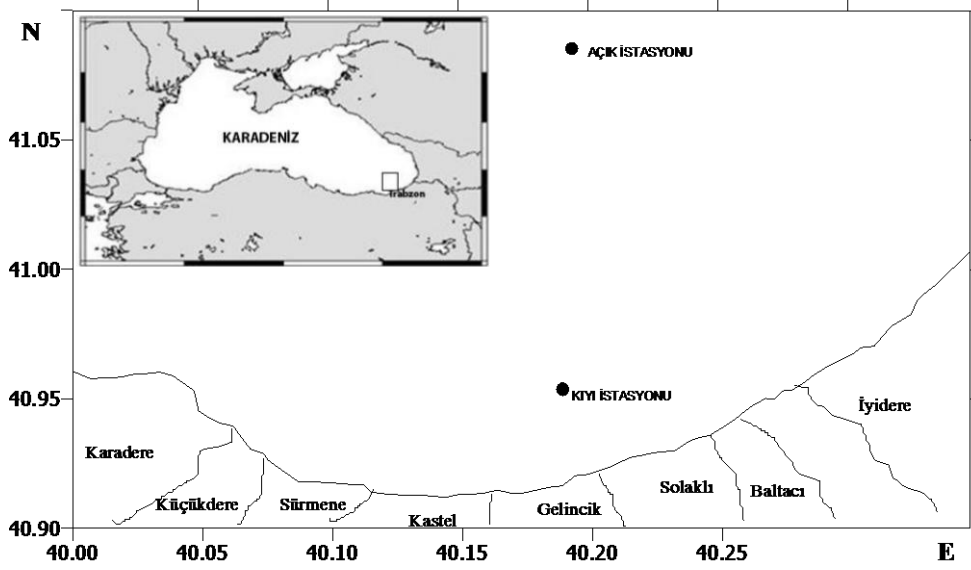 N
AÇIK İSTASYONU
KARADENİZ
Trabzon
41.05
41.00
40.95
40.90
KIYI İSTASYONU
İyidere
Karadere
Küçükdere
Sürmene
Kastel
Gelincik
Solaklı
Baltacı
40.00 40.05 40.10 40.15 40.20 40.25 E